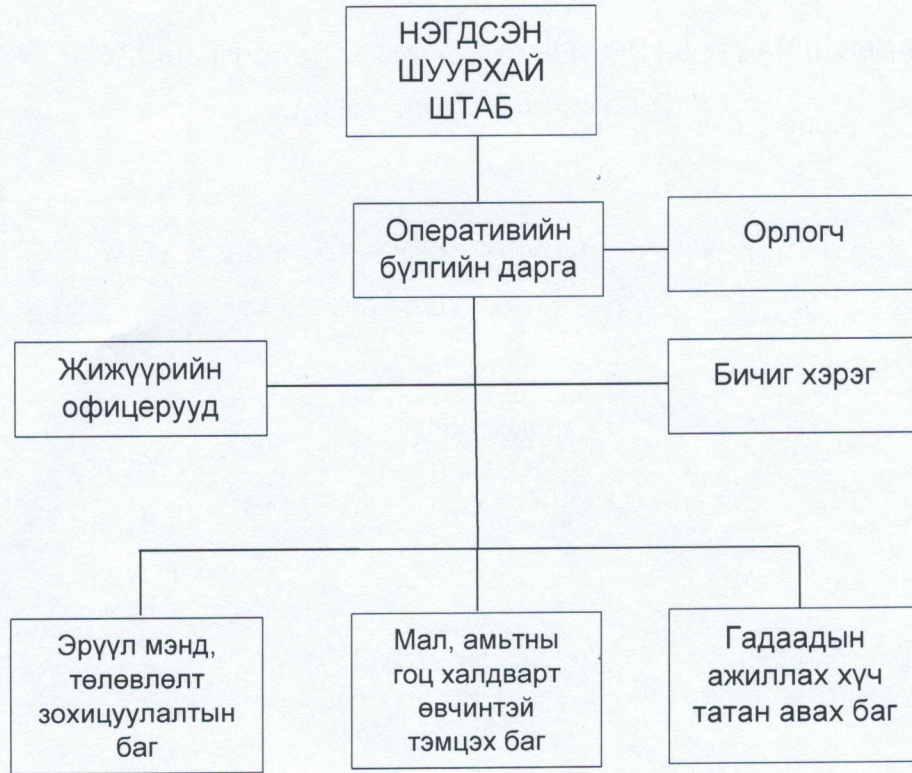 НЭГДСЭН
ШУУРХАЙ
ШТАБ
Оперативийн
бүлгийн дарга
Орлогч
Жижүүрийн
офицерууд
Бичиг хэрэг
Эрүүл мэнд,
төлөвлөлт
зохицуулалтын
баг
Мал, амьтны
гоц халдварт
өвчинтэй
тэмцэх баг
Гадаадын
ажиллах хүч
татан авах баг